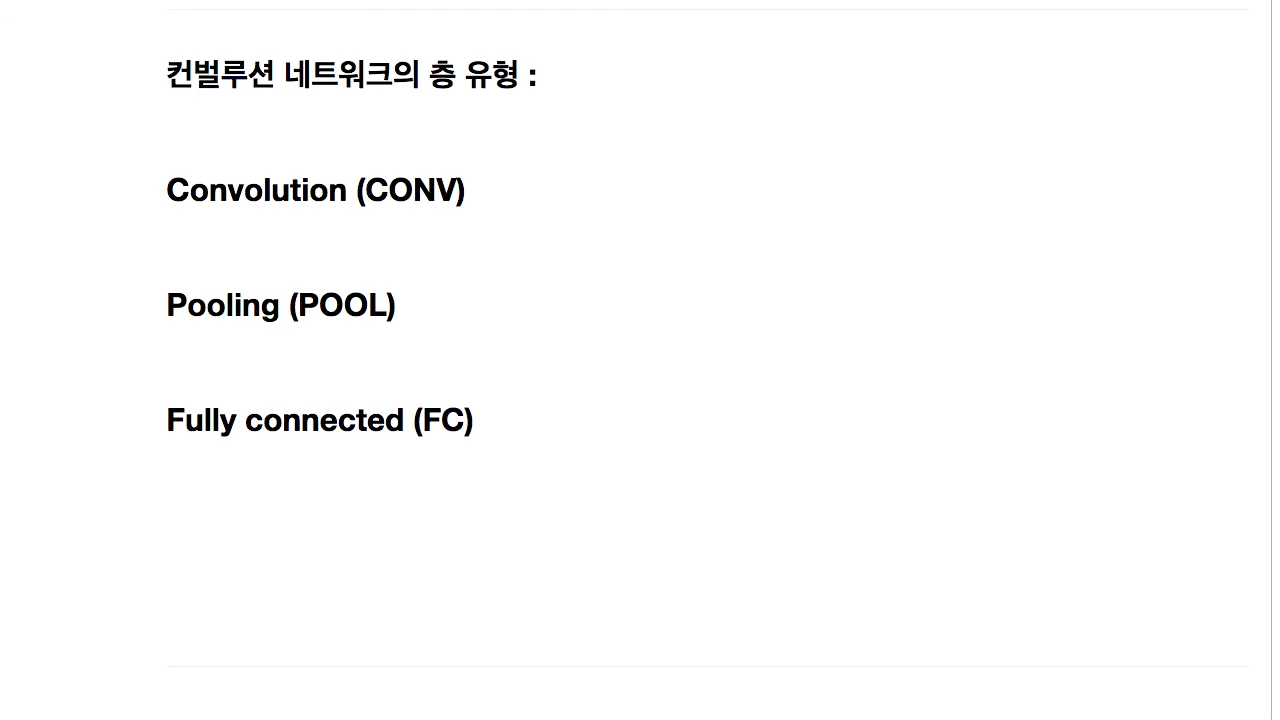 컨벌루션 네트워크의 층 유형 :
Convolution (CONV)
Pooling (POOL)
Fully connected (FC)